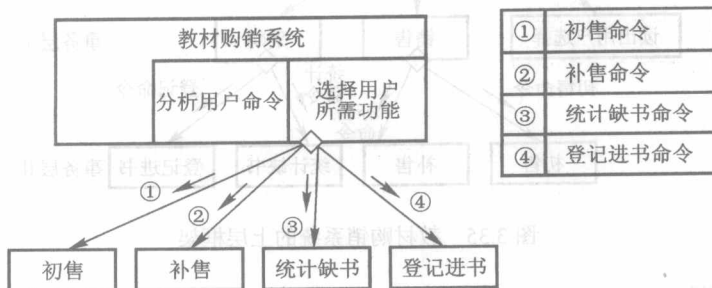 教材购销系统
分析用户命令
选择用户
所需功能
① 初售命令
② 补售命令
③ 统计缺书命令
④ 登记进书命令
①
②
③
④
初售
补售
统计缺书
登记进书